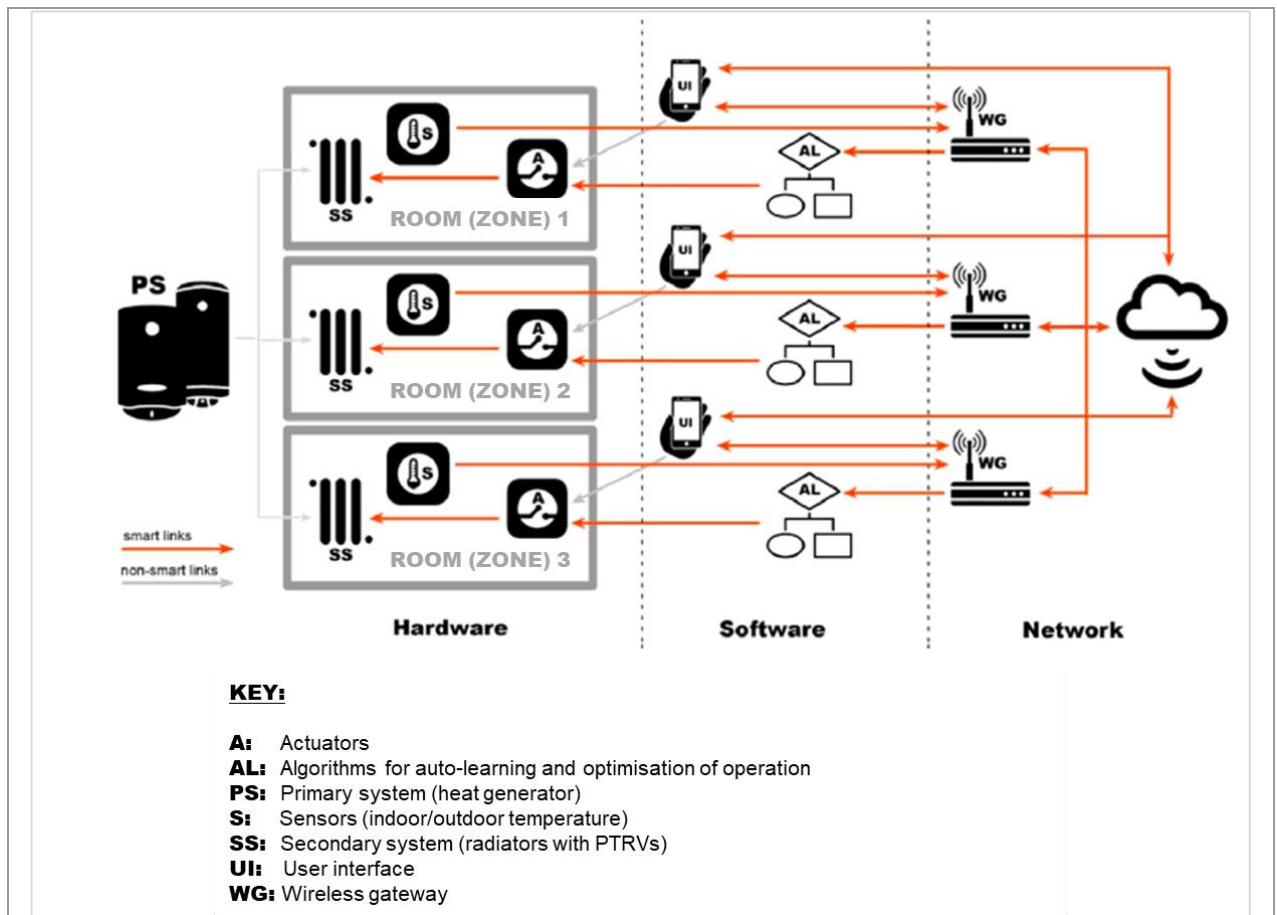 UI
WG
S
A
AL
SS
ROOM (ZONE) 1
UI
PS
WG
S
A
AL
SS
ROOM (ZONE) 2
UI
WG
S
A
AL
SS
ROOM (ZONE) 3
smart links
non-smart links
Hardware Software Network
KEY:
A: Actuators
AL: Algorithms for auto-learning and optimisation of operation
PS: Primary system (heat generator)
S: Sensors (indoor/outdoor temperature)
SS: Secondary system (radiators with PTRVs)
UI: User interface
WG: Wireless gateway